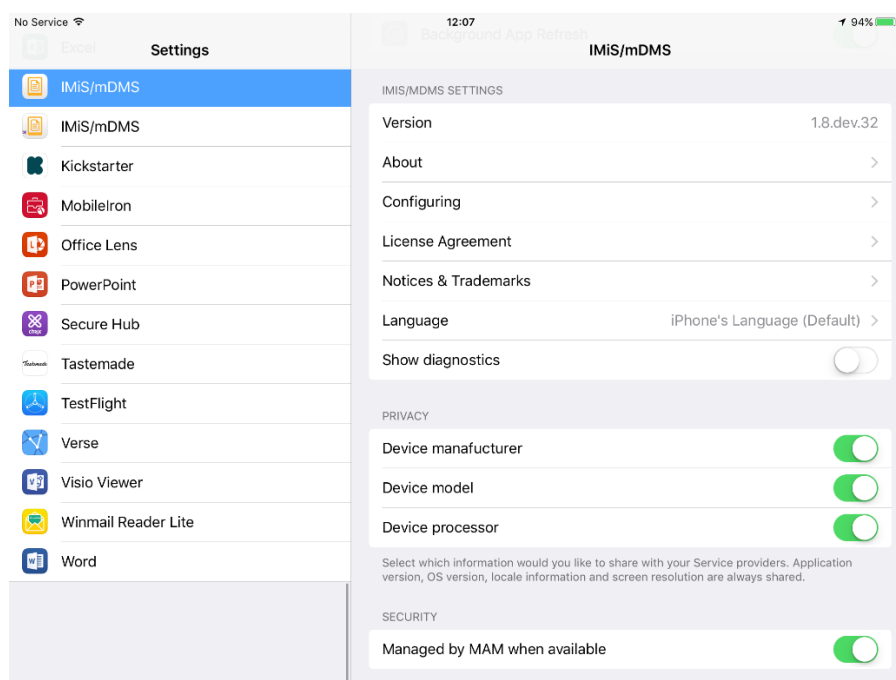 No Service
12:07
94%
Excel
Settings
Background App Refresh
IMiS/mDMS
IMiS/mDMS
IMiS/mDMS
Kickstarter
MobileIron
Office Lens
PowerPoint
Secure Hub
Tastemade
TestFlight
Verse
Visio Viewer
Winmail Reader Lite
Word
IMIS/MDMS SETTINGS
Version 1.8.dev.32
About
Configuring
License Agreement
Notices & Trademarks
Language iPhone's Language (Default)
Show diagnostics
PRIVACY
Device manafucturer
Device model
Device processor
Select which information would you like to share with your Service providers. Application
version, OS version, locale information and screen resolution are always shared.
SECURITY
Managed by MAM when available